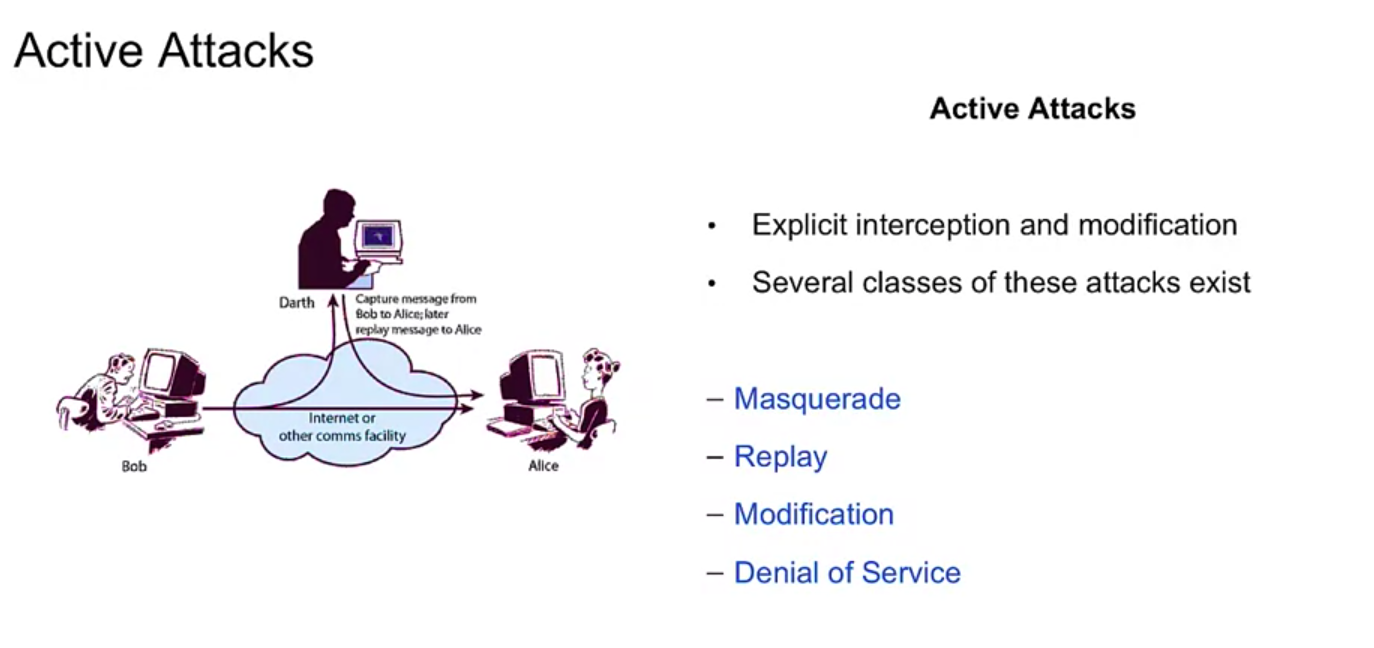 Active Attacks
Active Attacks
• Explicit interception and modification
• Several classes of these attacks exist
– Masquerade
– Replay
– Modification
– Denial of Service
Darth
Capture message from
Bob to Alice; later
replay message to Alice
Internet or
other comms facility
Bob
Alice